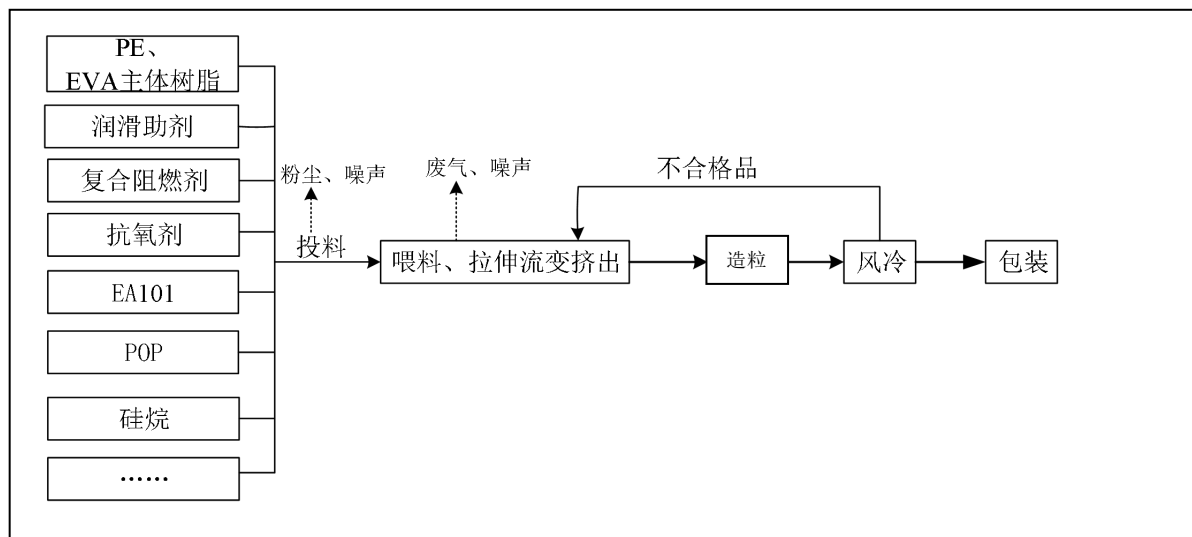 PE、
EVA主体树脂
润滑助剂
复合阻燃剂
抗氧剂
EA101
POP
硅烷
……
粉尘、噪声
投料
废气、噪声
喂料、拉伸流变挤出
不合格品
造粒
风冷
包装